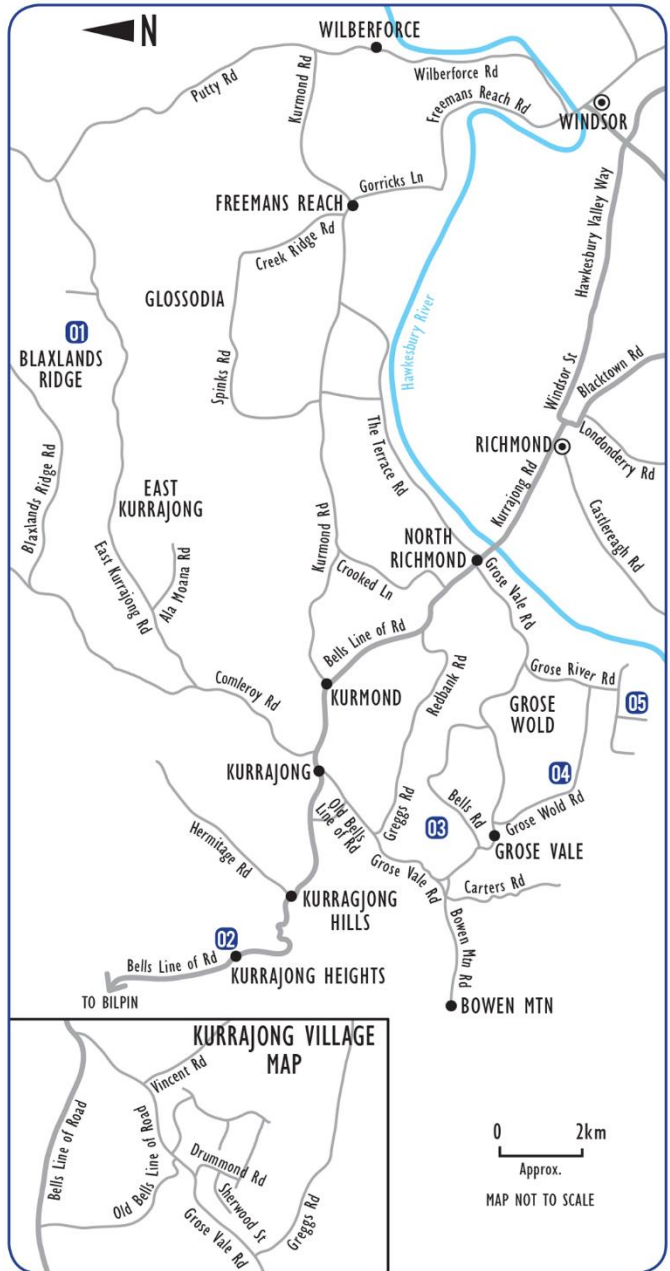 N
WILBERFORCE
Putty Rd
Kurmond Rd
Wilberforce Rd
Freemans Reach Rd
WINDSOR
Gorricks Ln
FREEMANS REACH
Creek Ridge Rd
Hawkesbury Valley Way
GLOSSODIA
01
BLAXLANDS
RIDGE
Hawkesbury River
Spinks Rd
Windsor St
Blacktown Rd
The Terrace Rd
RICHMOND
Londonderry Rd
Blaxlands Ridge Rd
EAST
KURRAJONG
Kurrajong Rd
Castlereagh Rd
Kurmond Rd
NORTH
RICHMOND
East Kurrajong Rd
Ala Moana Rd
Crooked Ln
Grose Vale Rd
Bells Line of Rd
Comleroy Rd
KURMOND
Redbank Rd
Grose River Rd
GROSE
WOLD
05
KURRAJONG
04
Old Bells
Line of Rd
Greggs Rd
03
Bells Rd
Grose Wold Rd
GROSE VALE
Hermitage Rd
Grose Vale Rd
Carters Rd
KURRAGJONG
HILLS
Bowen Mtn Rd
02
Bells Line of Rd
KURRAJONG HEIGHTS
TO BILPIN
BOWEN MTN
KURRAJONG VILLAGE
MAP
Vincent Rd
Bells Line of Road
Old Bells Line of Road
Drummond Rd
Sherwood St
Grose Vale Rd
Greggs Rd
0 2km
Approx.
MAP NOT TO SCALE